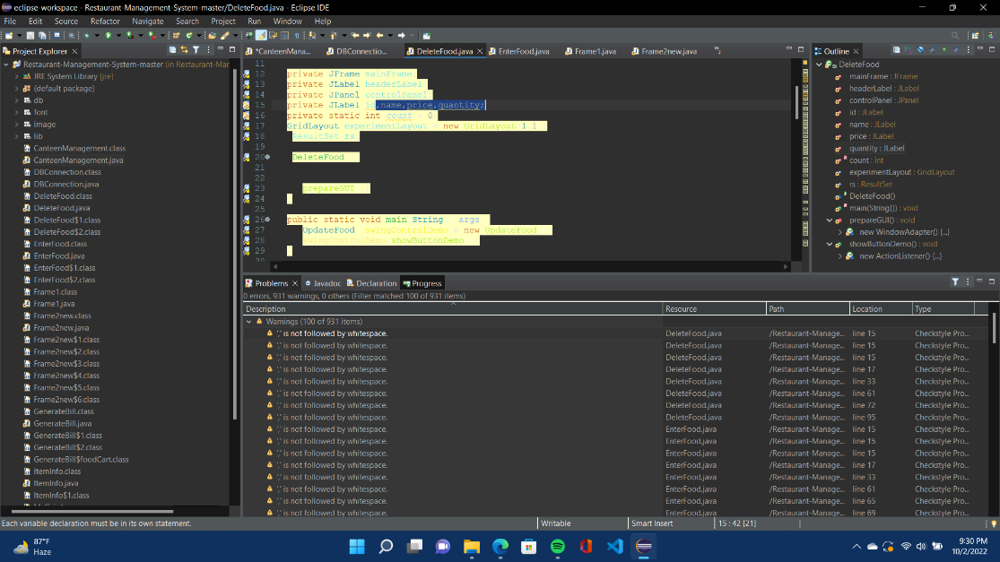 eclipse-workspace - Restaurant-Management-System-master/DeleteFood.java - Eclipse IDE
File Edit Source Refactor Navigate Search Project Run Window Help
Project Explorer
*CanteenMana... DBConnectio... DeleteFood.java EnterFood.java Frame1.java Frame2new.java
Outline
Restaurant-Management-System-master (in Restaurant-Mar
JRE System Library [jre]
(default package)
db
font
image
lib
CanteenManagement.class
CanteenManagement.java
DBConnection.class
DBConnection.java
DeleteFood.class
DeleteFood.java
DeleteFood$1.class
DeleteFood$2.class
EnterFood.class
EnterFood.java
EnterFood$1.class
EnterFood$2.class
Frame1.class
Frame1.java
Frame2new.class
Frame2new.java
Frame2new$1.class
Frame2new$2.class
Frame2new$3.class
Frame2new$4.class
Frame2new$5.class
Frame2new$6.class
GenerateBill.class
GenerateBill.java
GenerateBill$1.class
GenerateBill$2.class
GenerateBill$foodCart.class
ItemInfo.class
ItemInfo.java
ItemInfo$1.class
11
12 private JFrame mainFrame
13 private JLabel headerLabel
14 private JPanel controlPanel
15 private JLabel id,name,price,quantity;
16 private static int count 0
17 GridLayout experimentLayout = new GridLayout 1 1
18 ResultSet rs
19
20 DeleteFood
21
22
23 prepareGUI
24
25
26 public static void main String args
27 UpdateFood swingControlDemo = new UpdateFood
28 swingControlDemo showButtonDemo
29
DeleteFood
mainFrame : JFrame
headerLabel : JLabel
controlPanel : JPanel
id : JLabel
name : JLabel
price : JLabel
quantity : JLabel
count : int
experimentLayout : GridLayout
rs : ResultSet
DeleteFood()
main(String[]) : void
prepareGUI() : void
new WindowAdapter() {...}
showButtonDemo() : void
new ActionListener() {...}
Problems Javadoc Declaration Progress
0 errors, 931 warnings, 0 others (Filter matched 100 of 931 items)
Description Resource Path Location Type
Warnings (100 of 931 items)
',' is not followed by whitespace. DeleteFood.java /Restaurant-Manage... line 15 Checkstyle Pro...
',' is not followed by whitespace. DeleteFood.java /Restaurant-Manage... line 15 Checkstyle Pro...
',' is not followed by whitespace. DeleteFood.java /Restaurant-Manage... line 15 Checkstyle Pro...
',' is not followed by whitespace. DeleteFood.java /Restaurant-Manage... line 17 Checkstyle Pro...
',' is not followed by whitespace. DeleteFood.java /Restaurant-Manage... line 33 Checkstyle Pro...
',' is not followed by whitespace. DeleteFood.java /Restaurant-Manage... line 61 Checkstyle Pro...
',' is not followed by whitespace. DeleteFood.java /Restaurant-Manage... line 72 Checkstyle Pro...
',' is not followed by whitespace. DeleteFood.java /Restaurant-Manage... line 95 Checkstyle Pro...
',' is not followed by whitespace. EnterFood.java /Restaurant-Manage... line 15 Checkstyle Pro...
',' is not followed by whitespace. EnterFood.java /Restaurant-Manage... line 15 Checkstyle Pro...
',' is not followed by whitespace. EnterFood.java /Restaurant-Manage... line 15 Checkstyle Pro...
',' is not followed by whitespace. EnterFood.java /Restaurant-Manage... line 17 Checkstyle Pro...
',' is not followed by whitespace. EnterFood.java /Restaurant-Manage... line 33 Checkstyle Pro...
',' is not followed by whitespace. EnterFood.java /Restaurant-Manage... line 61 Checkstyle Pro...
',' is not followed by whitespace. EnterFood.java /Restaurant-Manage... line 65 Checkstyle Pro...
',' is not followed by whitespace. EnterFood.java /Restaurant-Manage... line 69 Checkstyle Pro...
Each variable declaration must be in its own statement. Writable Smart Insert 15 : 42 [21]
87°F
Haze
9:30 PM
10/2/2022